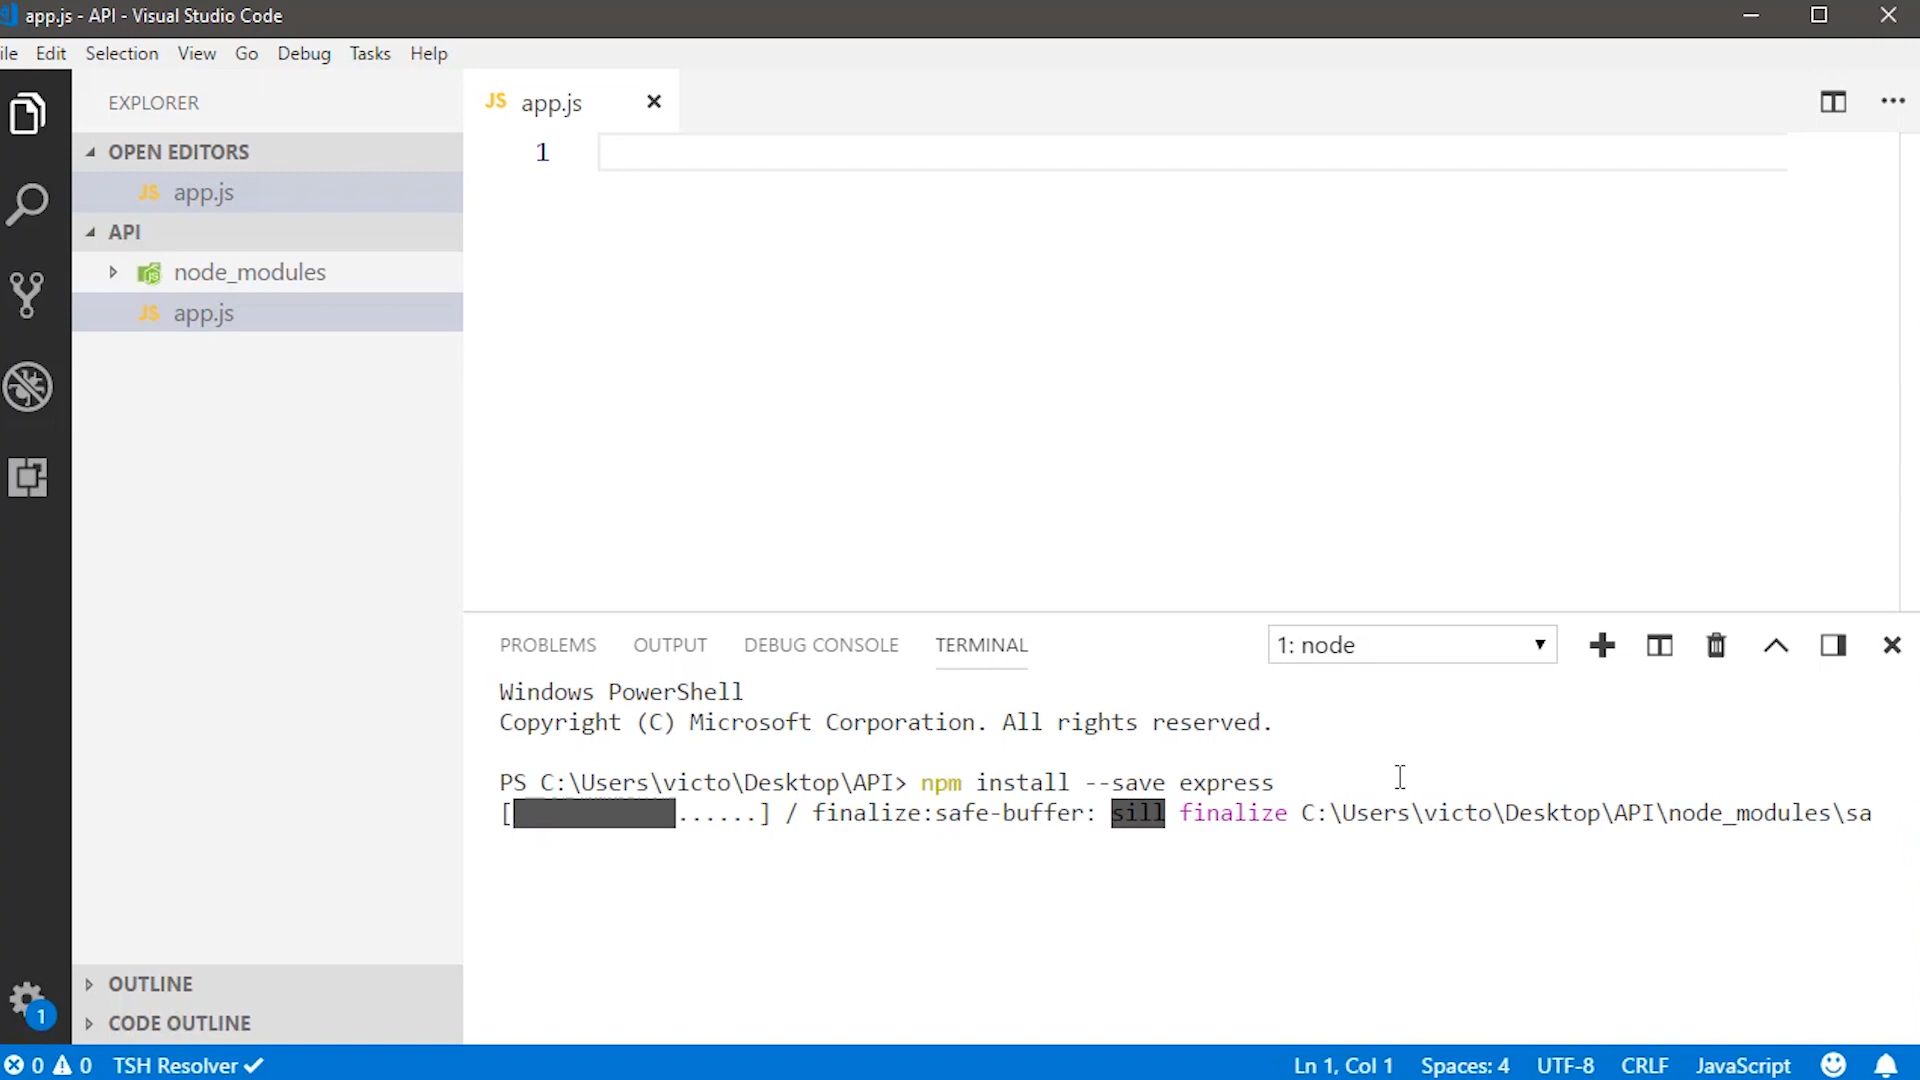 app.js - API - Visual Studio Code
ile Edit Selection View Go Debug Tasks Help
EXPLORER
OPEN EDITORS
JS app.js
API
node_modules
JS app.js
OUTLINE
CODE OUTLINE
JS app.js
1
PROBLEMS OUTPUT DEBUG CONSOLE TERMINAL 1: node
Windows PowerShell
Copyright (C) Microsoft Corporation. All rights reserved.
PS C:\Users\victo\Desktop\API> npm install --save express
[ ......] / finalize:safe-buffer: sill finalize C:\Users\victo\Desktop\API\node_modules\sa
1
0 0 TSH Resolver Ln 1, Col 1 Spaces: 4 UTF-8 CRLF JavaScript